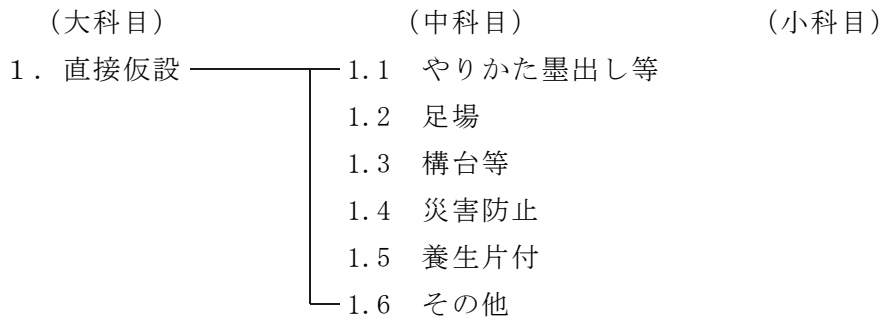 （大科目） （中科目） （小科目）
１．直接仮設 1.1 やりかた墨出し等
1.2 足場
1.3 構台等
1.4 災害防止
1.5 養生片付
1.6 その他